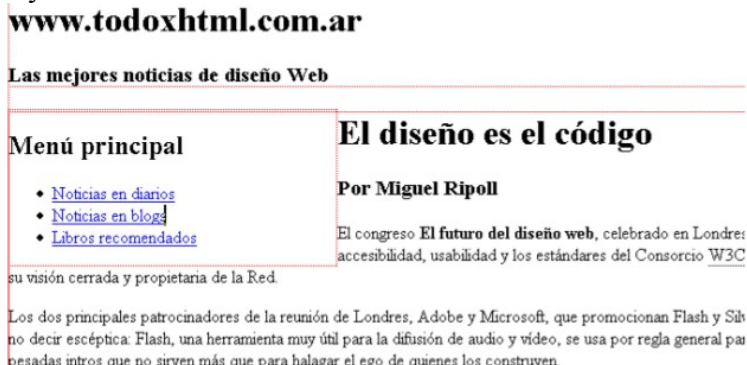 www.todoxhtml.com.ar
Las mejores noticias de diseño Web
Menú principal
Noticias en diarios
Noticias en blogs
Libros recomendados
El diseño es el código
Por Miguel Ripoll
El congreso El futuro del diseño web, celebrado en Londres
accesibilidad, usabilidad y los estándares del Consorcio W3C
su visión cerrada y propietaria de la Red.
Los dos principales patrocinadores de la reunión de Londres, Adobe y Microsoft, que promocionan Flash y
no decir escéptica: Flash, una herramienta muy útil para la difusión de audio y vídeo, se usa por regla general
pesadas intros que no sirven más que para halagar el ego de quienes los construyen.